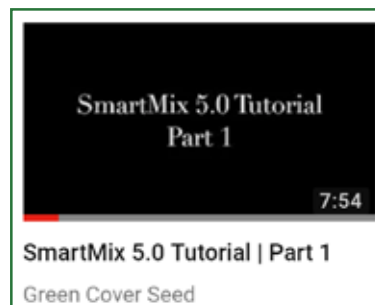 SmartMix 5.0 Tutorial
Part 1
7:54
SmartMix 5.0 Tutorial | Part 1
Green Cover Seed